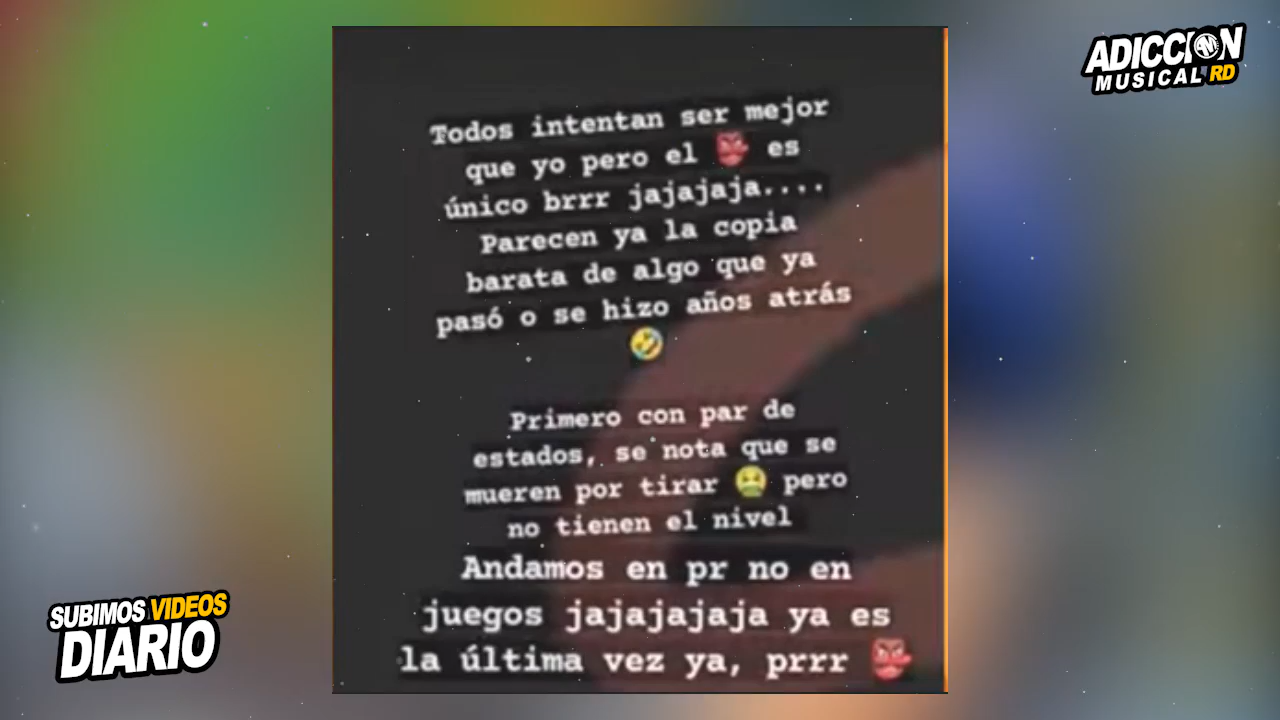 ADICCION
MUSICAL RD
Todos intentan ser mejor
que yo pero el 👺 es
único brrr jajajaja....
Parecen ya la copia
barata de algo que ya
pasó o se hizo años atrás
🤣
Primero con par de
estados, se nota que se
mueren por tirar 🤮 pero
no tienen el nivel
Andamos en pr no en
juegos jajajajaja ya es
la última vez ya, prrr 👺
SUBIMOS VIDEOS
DIARIO